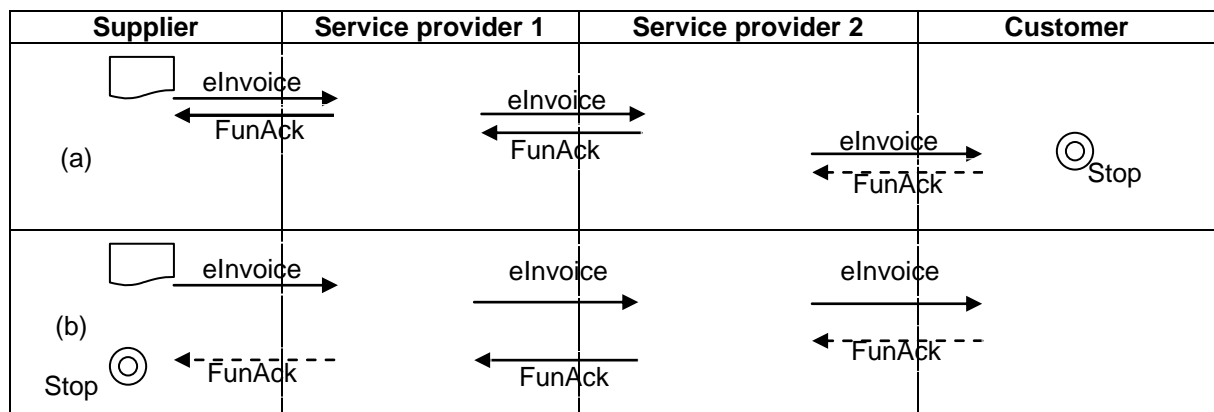 Supplier Service provider 1 Service provider 2 Customer
eInvoice
FunAck
eInvoice
FunAck
eInvoice
FunAck
(a)
Stop
eInvoice
eInvoice
eInvoice
(b)
FunAck
FunAck
FunAck
Stop